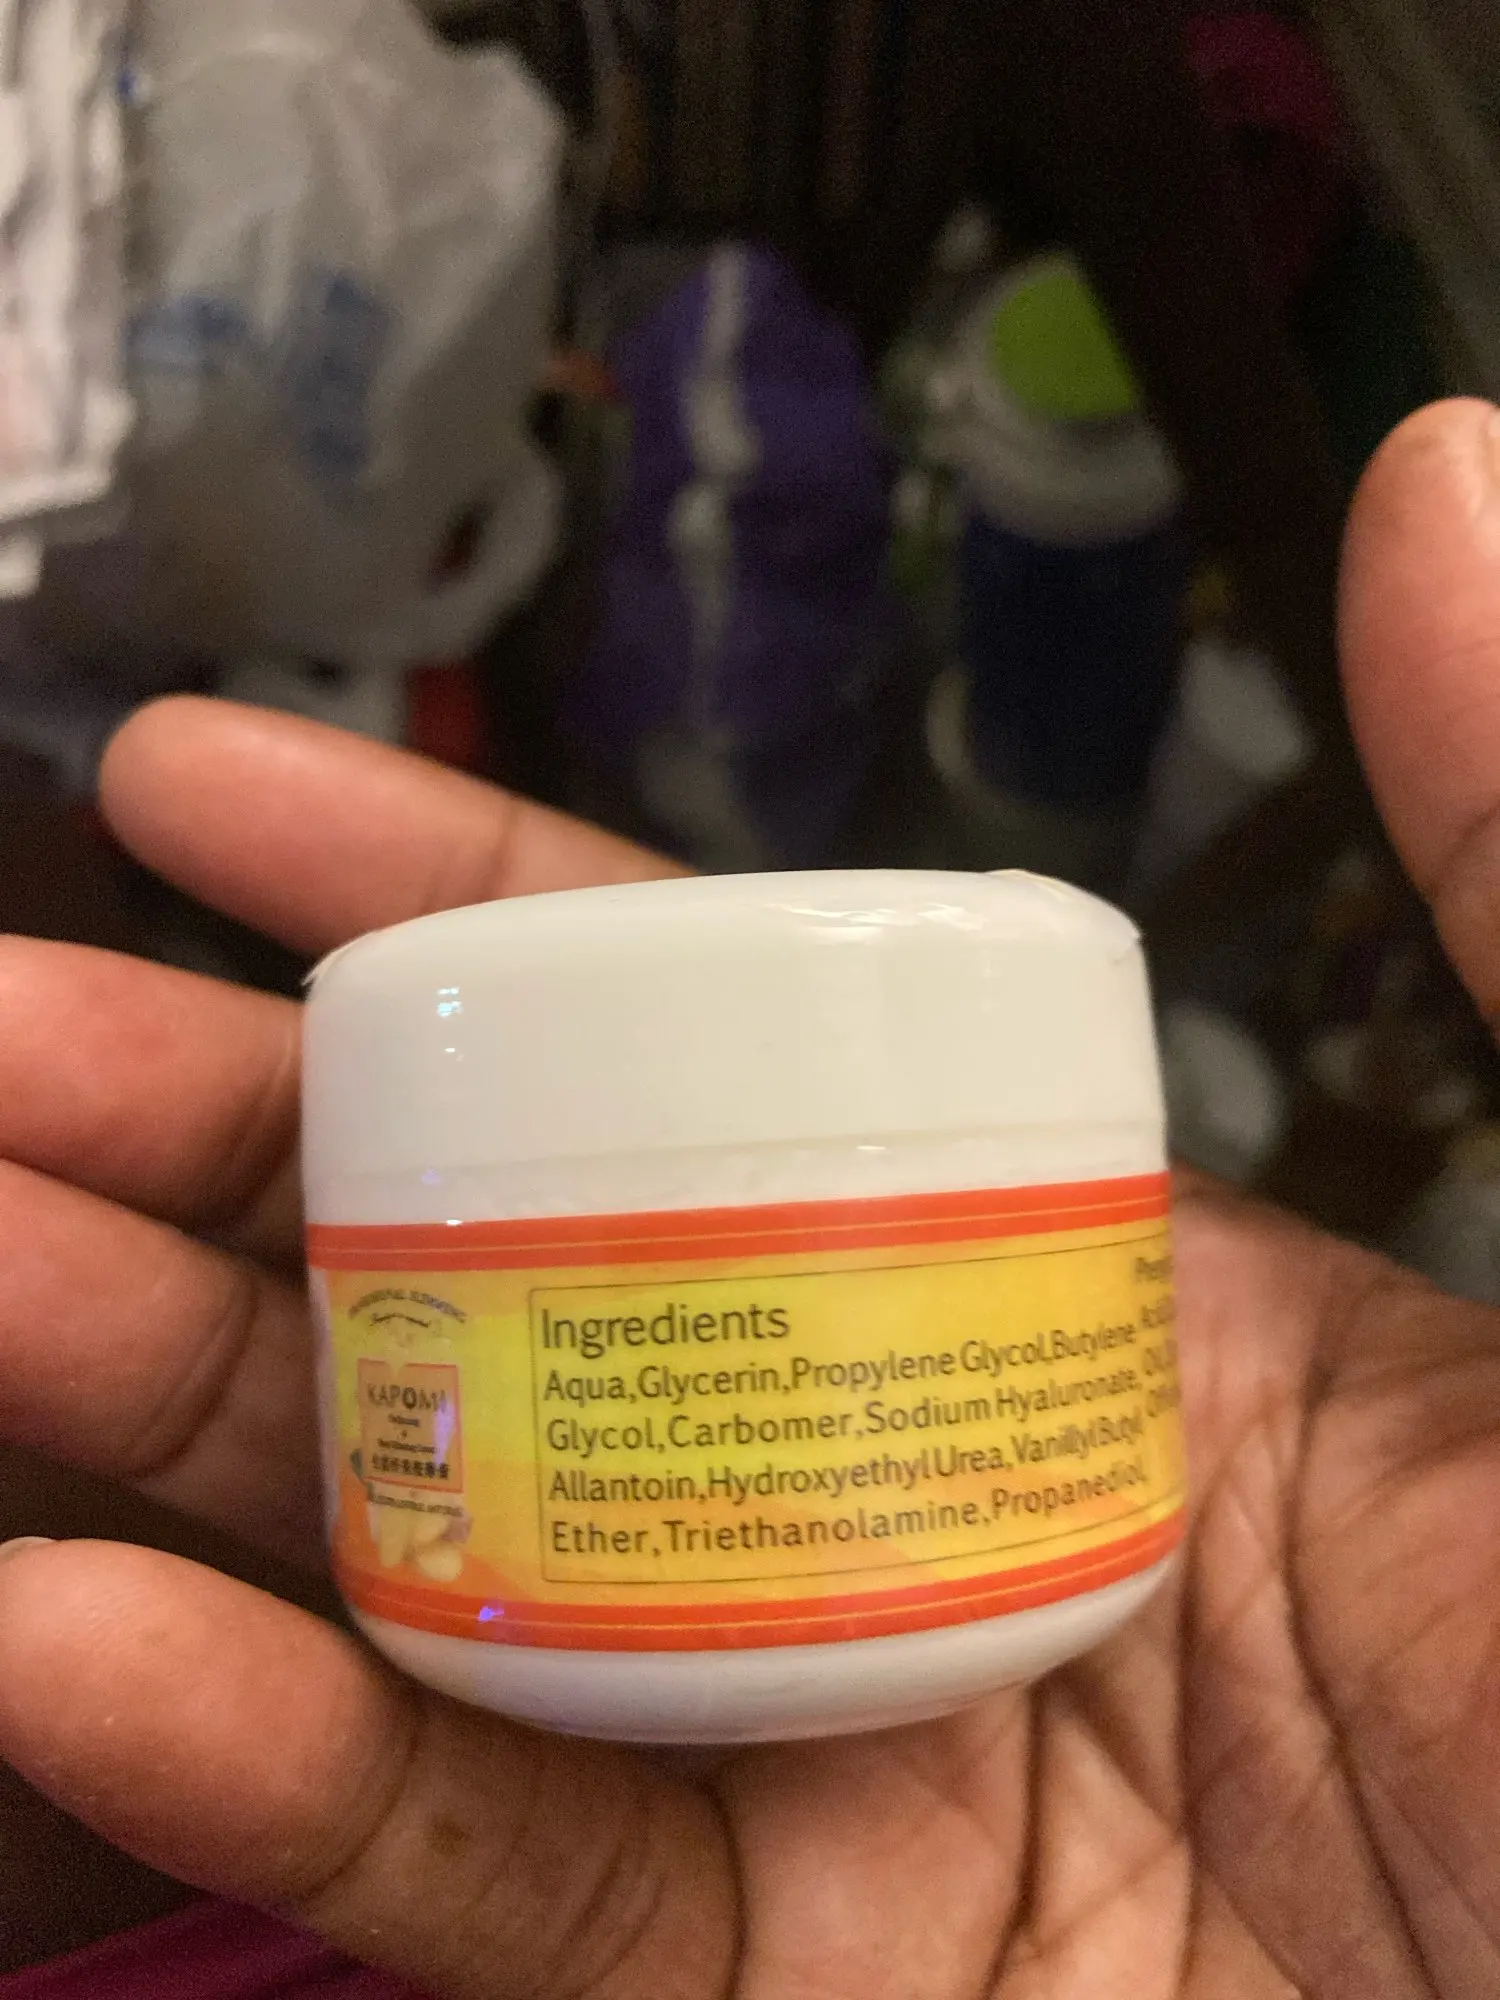 KAPOMI
Ingredients
Aqua,Glycerin,Propylene Glycol,Butylene
Glycol,Carbomer,Sodium Hyaluronate,
Allantoin,Hydroxyethyl Urea,Vanillyl Butyl
Ether,Triethanolamine,Propanediol,